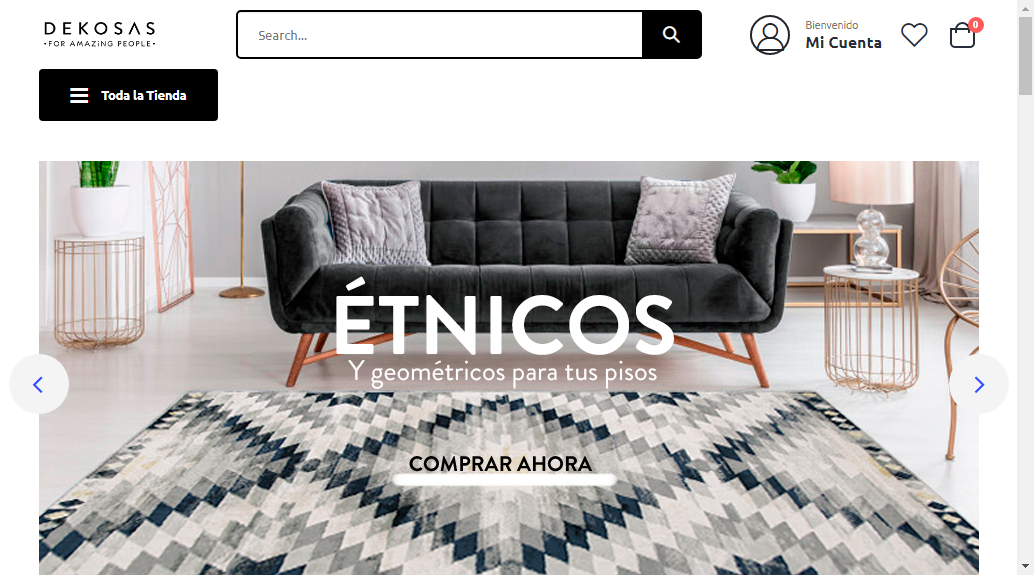 DEKOSAS
•FOR AMAZING PEOPLE•
Search...
Bienvenido
Mi Cuenta
0
Toda la Tienda
ÉTNICOS
Y geométricos para tus pisos
COMPRAR AHORA